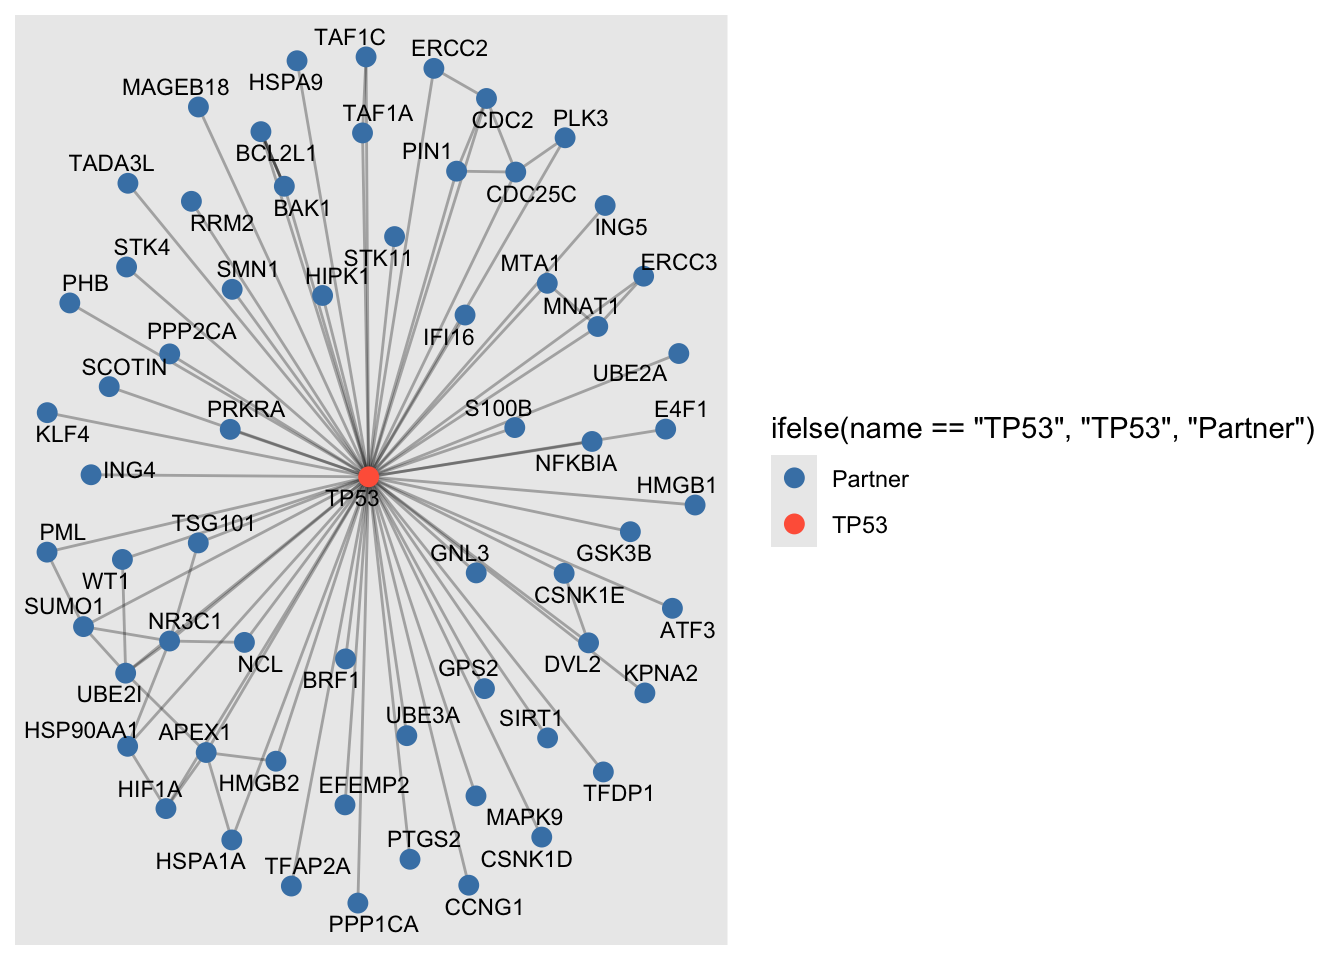 TAF1C
ERCC2
HSPA9
MAGEB18
TAF1A
CDC2
PLK3
BCL2L1
PIN1
TADA3L
CDC25C
BAK1
RRM2
ING5
STK4
STK11
SMN1
HIPK1
MTA1
ERCC3
PHB
MNAT1
PPP2CA
IFI16
SCOTIN
UBE2A
PRKRA
S100B
E4F1
KLF4
NFKBIA
ING4
TP53
HMGB1
TSG101
PML
GNL3
GSK3B
WT1
CSNK1E
SUMO1
NR3C1
ATF3
NCL
DVL2
BRF1
GPS2
KPNA2
UBE2I
UBE3A
SIRT1
HSP90AA1
APEX1
HIF1A
HMGB2
EFEMP2
TFDP1
MAPK9
PTGS2
HSPA1A
TFAP2A
CSNK1D
CCNG1
PPP1CA
ifelse(name == "TP53", "TP53", "Partner")
Partner
TP53